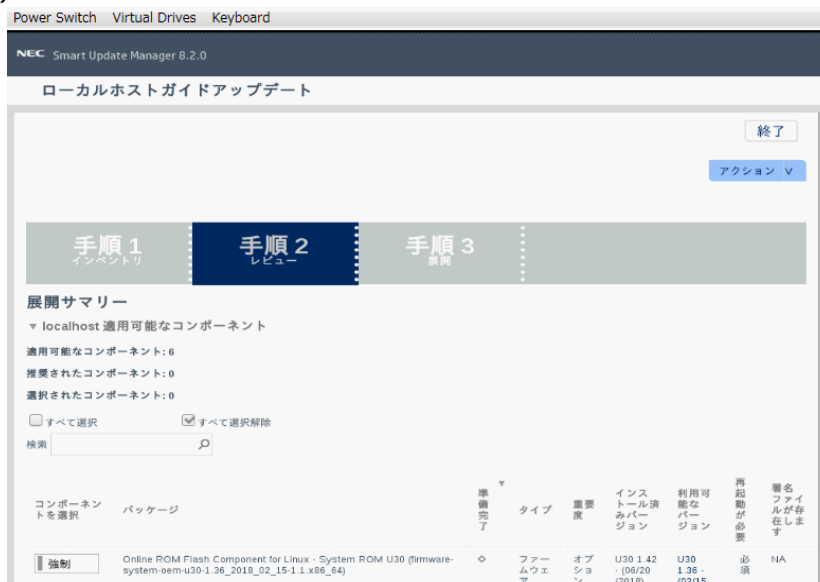 Power Switch Virtual Drives Keyboard
NEC Smart Update Manager 8.2.0
ローカルホストガイドアップデート
終了
アクション ∨
手順 1
インベントリ
手順 2
レビュー
手順 3
展開
展開サマリー
▼ localhost 適用可能なコンポーネント
適用可能なコンポーネント: 6
推奨されたコンポーネント: 0
選択されたコンポーネント: 0
すべて選択 すべて選択解除
検索
コンポーネン
トを選択
パッケージ
準
備
完
了
タイプ
重要
度
インス
トール済
みバー
ジョン
利用可
能な
バー
ジョン
再
起
動
が
必
要
署名
ファイ
ルが存
在しま
す
強制
Online ROM Flash Component for Linux - System ROM U30 (firmware-
system-oem-u30-1.36_2018_02_15-1.1.x86_64)
ファー
ムウェ
ア
オプ
ショ
ン
U30 1.42
- (06/20
/2018)
U30
1.36 -
(02/15
必
須
NA